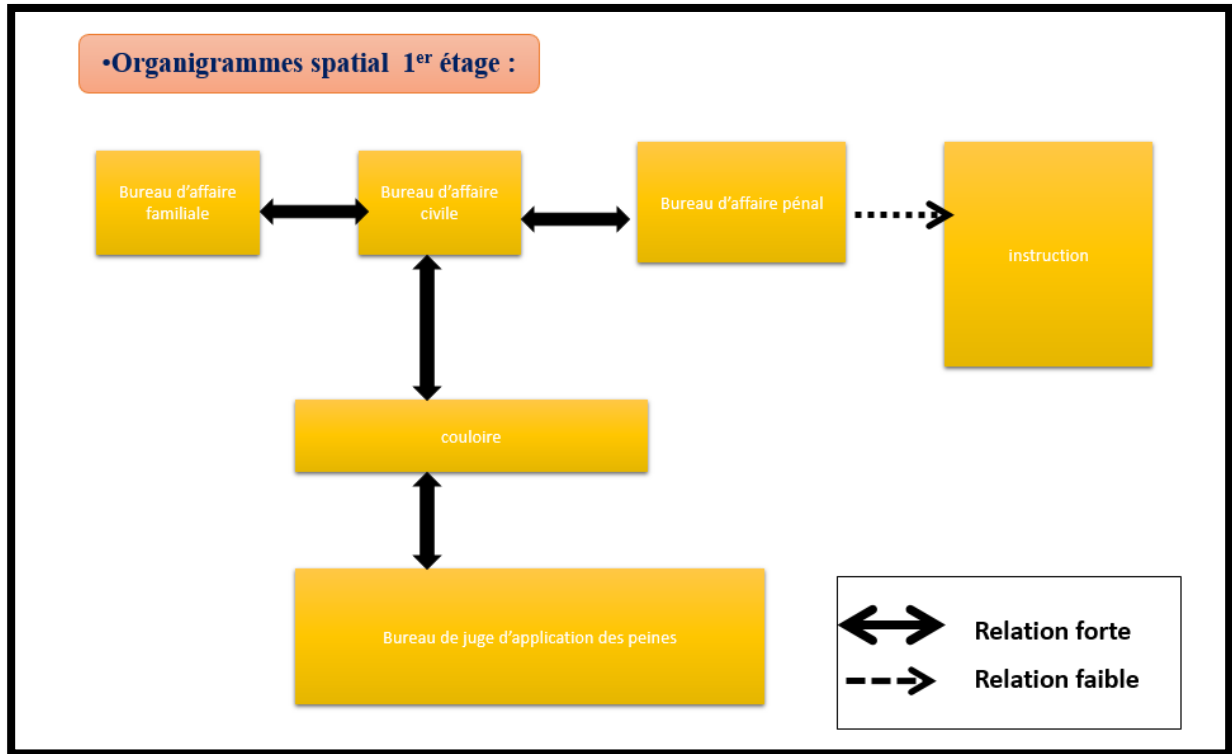 •Organigrammes spatial 1er étage :
Bureau d'affaire
familiale
Bureau d'affaire
civile
Bureau d'affaire pénal
instruction
couloire
Bureau de juge d'application des peines
Relation forte
Relation faible